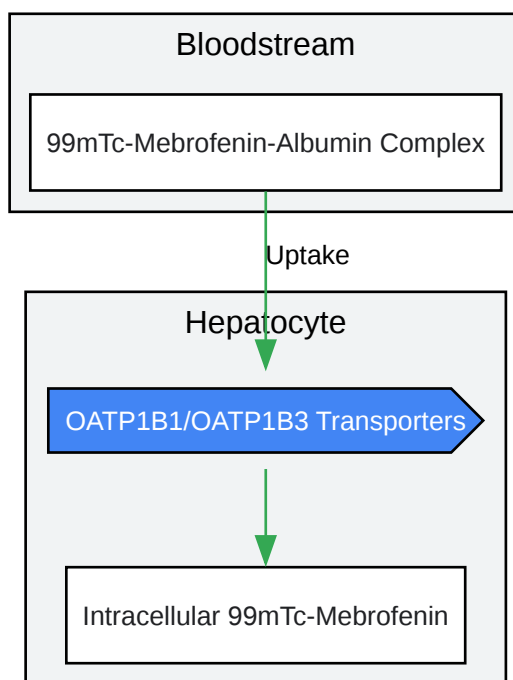 Bloodstream
99mTc-Mebrofenin-Albumin Complex
Uptake
Hepatocyte
OATP1B1/OATP1B3 Transporters
Intracellular 99mTc-Mebrofenin